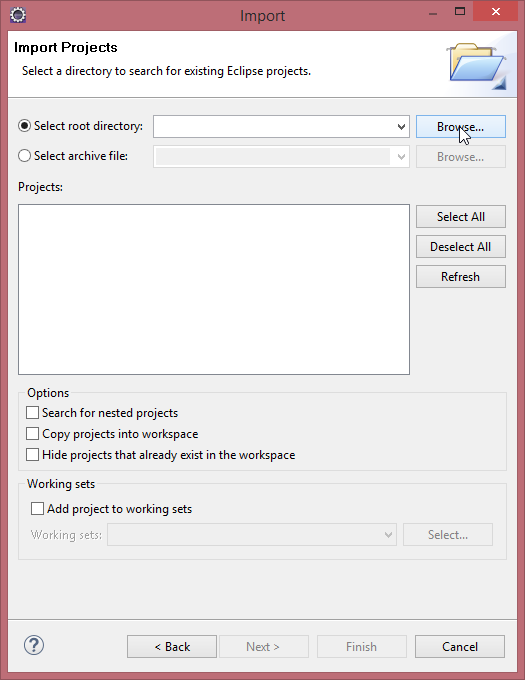 Import
Import Projects
Select a directory to search for existing Eclipse projects.
Select root directory: Browse...
Select archive file: Browse...
Projects:
Select All
Deselect All
Refresh
Options
Search for nested projects
Copy projects into workspace
Hide projects that already exist in the workspace
Working sets
Add project to working sets
Working sets: Select...
? < Back Next > Finish Cancel